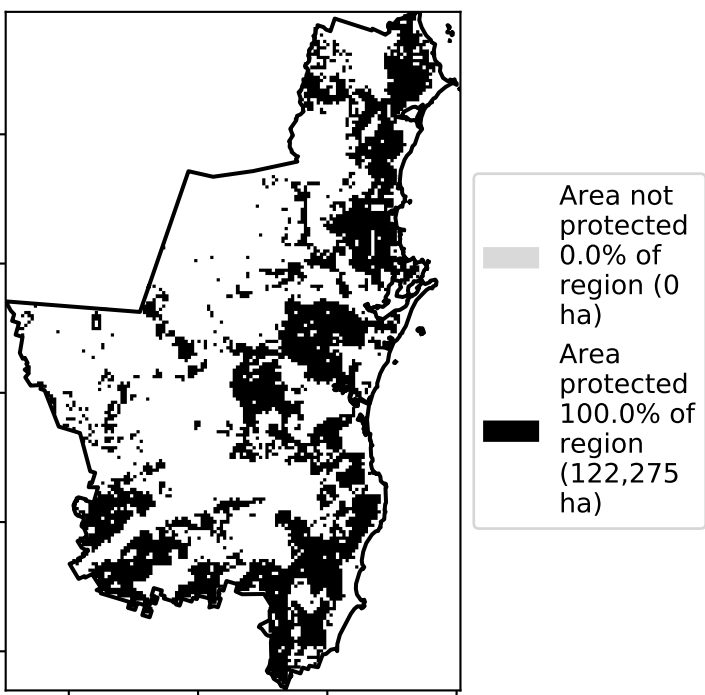 Area not
protected
0.0% of
region (0
ha)
Area
protected
100.0% of
region
(122,275
ha)